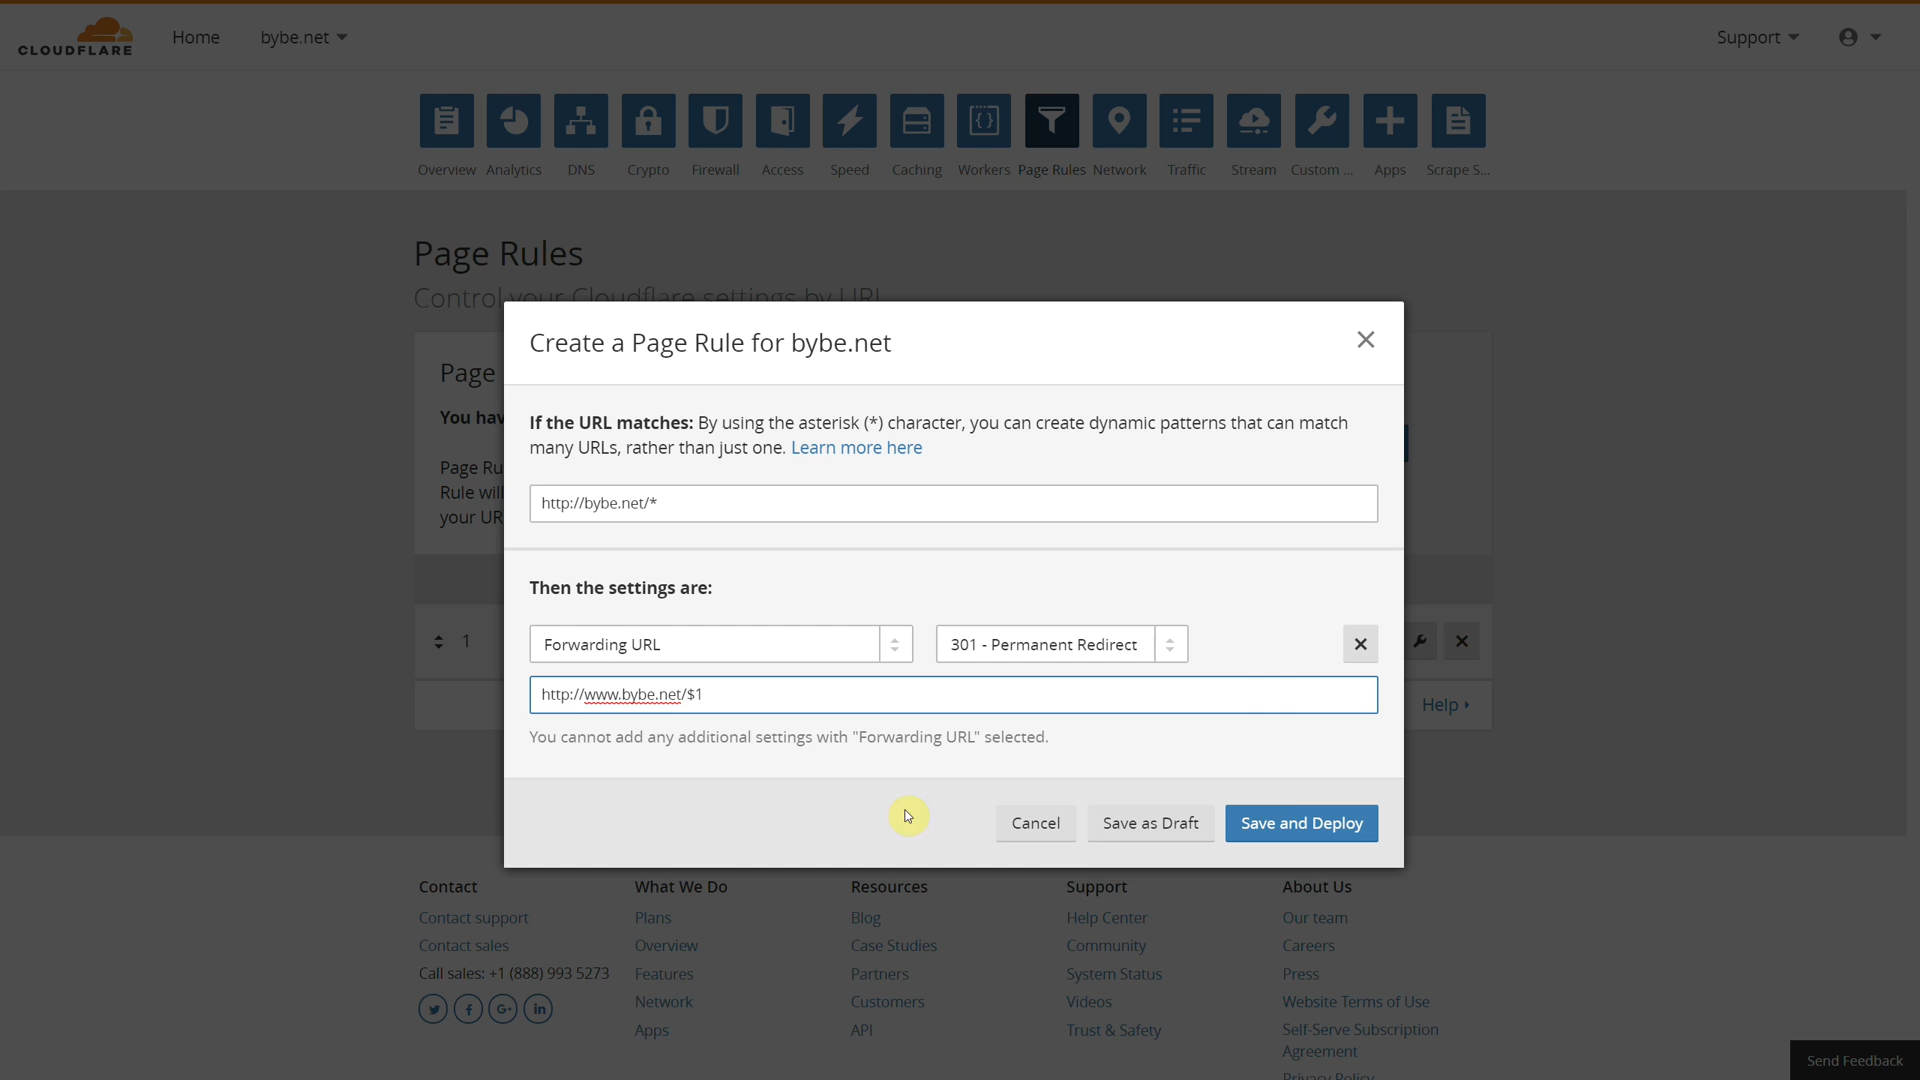 CLOUDFLARE
Home
bybe.net
Support
Overview Analytics DNS Crypto Firewall Access Speed Caching Workers Page Rules Network Traffic Stream Custom ... Apps Scrape S...
Page Rules
Control your Cloudflare settings by URL
Page
You hav
Page Ru
Rule will
your UR
1
Help
Create a Page Rule for bybe.net
If the URL matches: By using the asterisk (*) character, you can create dynamic patterns that can match
many URLs, rather than just one. Learn more here
http://bybe.net/*
Then the settings are:
Forwarding URL
301 - Permanent Redirect
http://www.bybe.net/$1
You cannot add any additional settings with "Forwarding URL" selected.
Cancel
Save as Draft
Save and Deploy
Contact
Contact support
Contact sales
Call sales: +1 (888) 993 5273
What We Do
Plans
Overview
Features
Network
Apps
Resources
Blog
Case Studies
Partners
Customers
API
Support
Help Center
Community
System Status
Videos
Trust & Safety
About Us
Our team
Careers
Press
Website Terms of Use
Self-Serve Subscription
Agreement
Privacy Policy
Send Feedback